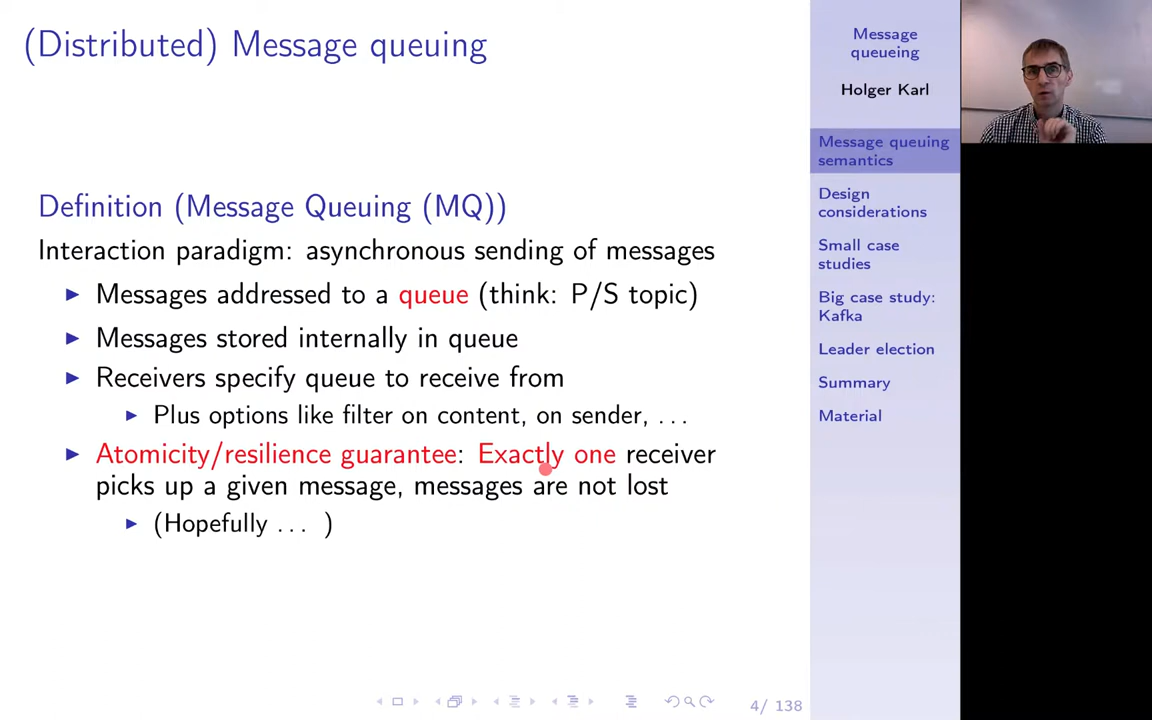 (Distributed) Message queuing
Definition (Message Queuing (MQ))
Interaction paradigm: asynchronous sending of messages
Messages addressed to a queue (think: P/S topic)
Messages stored internally in queue
Receivers specify queue to receive from
Plus options like filter on content, on sender, ...
Atomicity/resilience guarantee: Exactly one receiver
picks up a given message, messages are not lost
(Hopefully ... )
4/ 138
Message
queueing
Holger Karl
Message queuing
semantics
Design
considerations
Small case
studies
Big case study:
Kafka
Leader election
Summary
Material